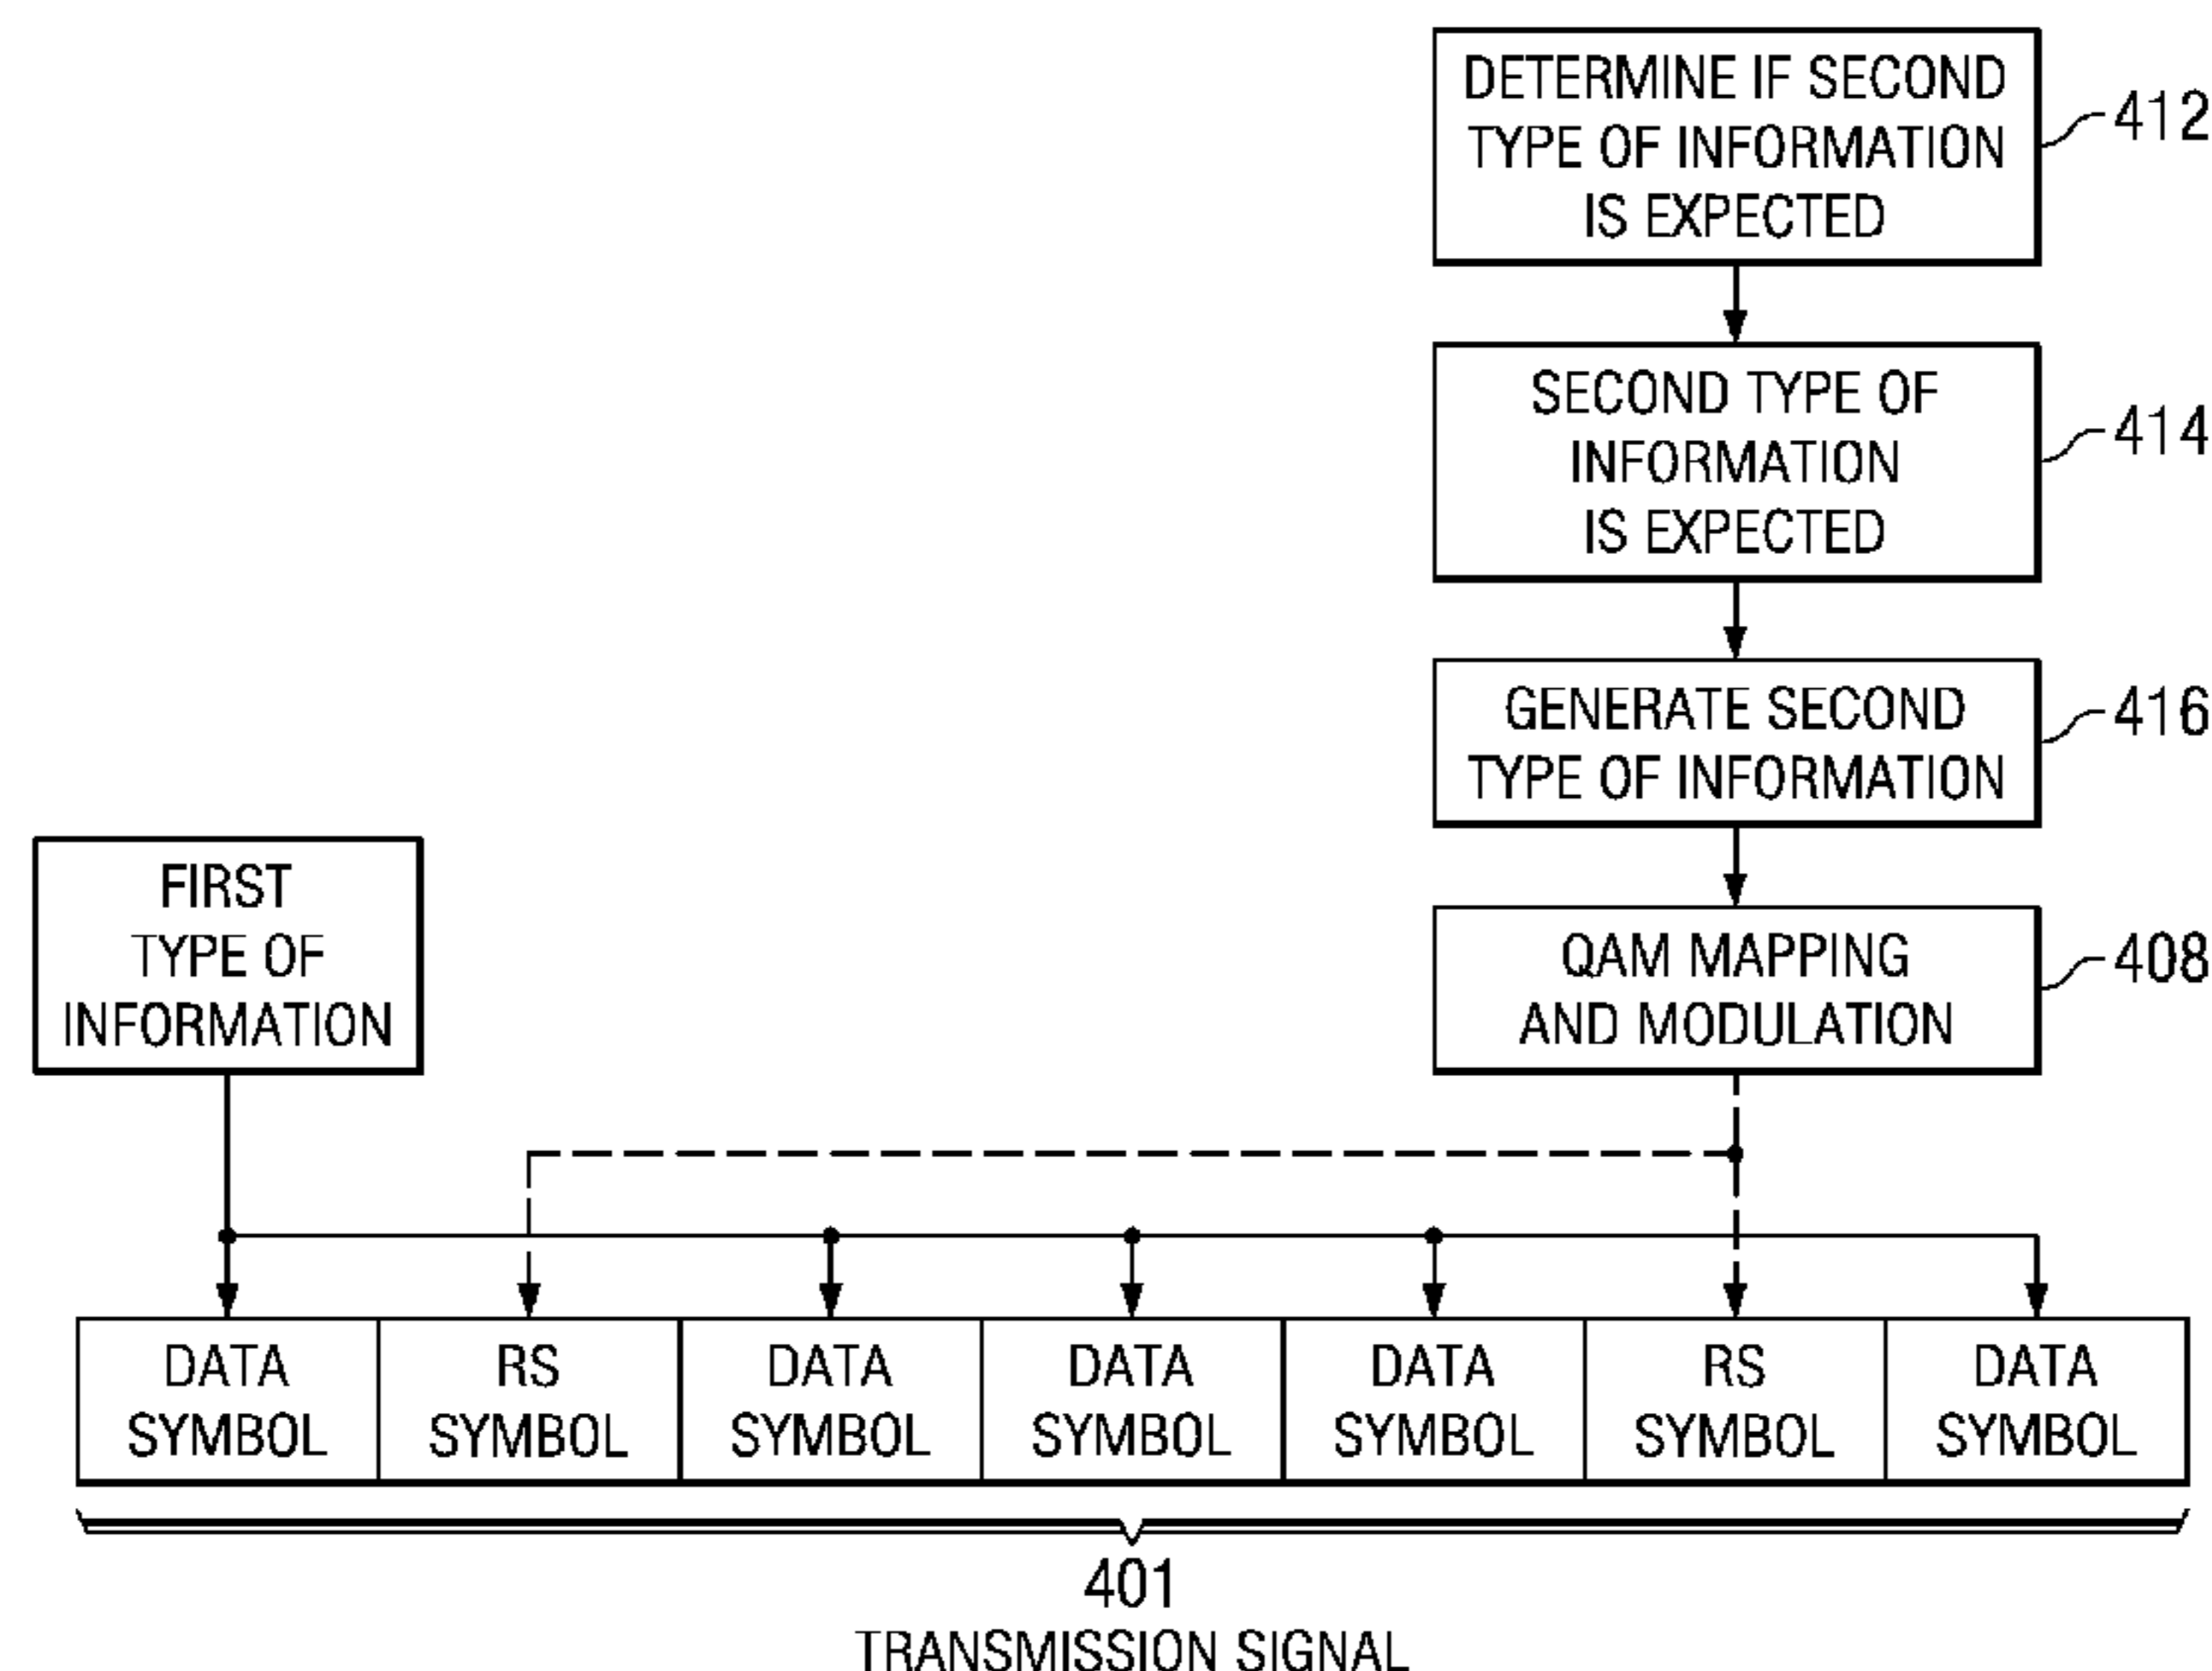 DETERMINE IF SECOND
TYPE OF INFORMATION
IS EXPECTED
412
SECOND TYPE OF
INFORMATION
IS EXPECTED
414
GENERATE SECOND
TYPE OF INFORMATION
416
FIRST
TYPE OF
INFORMATION
QAM MAPPING
AND MODULATION
408
DATA
SYMBOL
RS
SYMBOL
DATA
SYMBOL
DATA
SYMBOL
DATA
SYMBOL
RS
SYMBOL
DATA
SYMBOL
401
TRANSMISSION SIGNAL